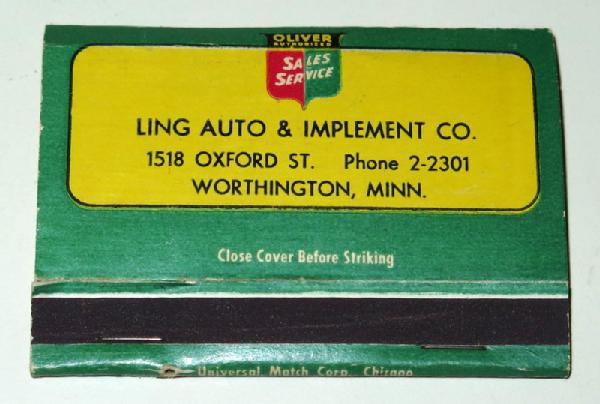 OLIVER
AUTHORIZED
SALES
SERVICE
LING AUTO & IMPLEMENT CO.
1518 OXFORD ST. Phone 2-2301
WORTHINGTON, MINN.
Close Cover Before Striking
Universal Match Corp. Chicago